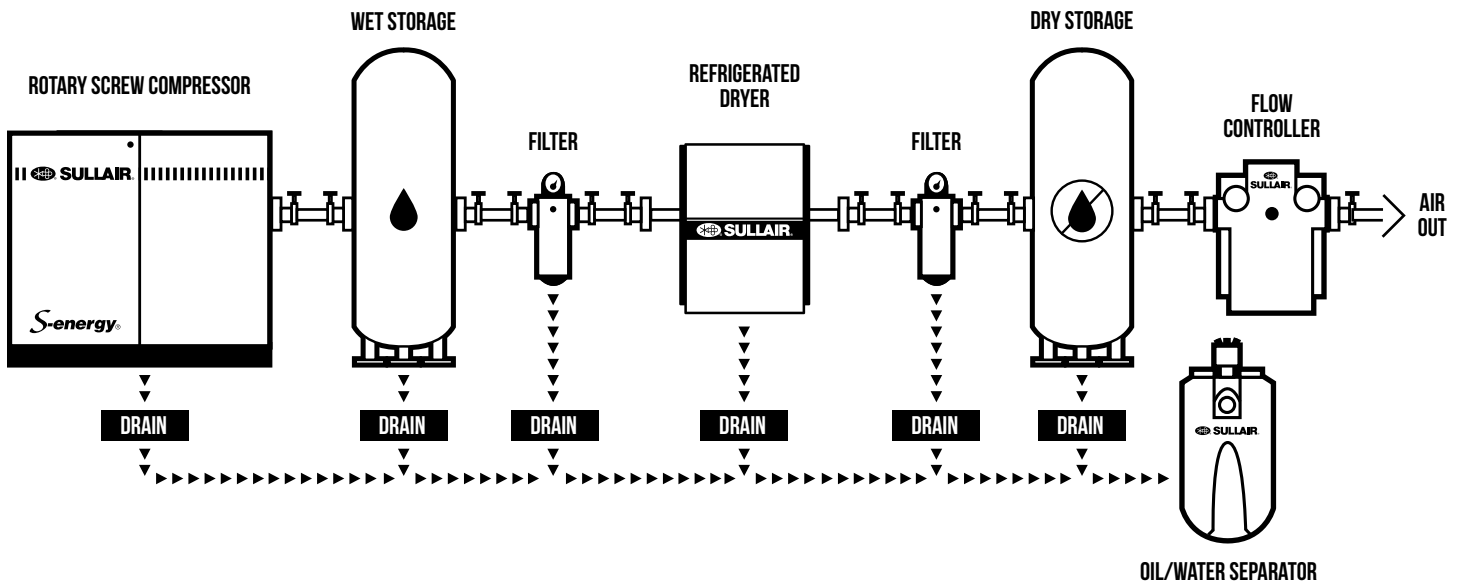 WET STORAGE
DRY STORAGE
ROTARY SCREW COMPRESSOR
REFRIGERATED
DRYER
FLOW
CONTROLLER
FILTER
FILTER
SULLAIR
SULLAIR
SULLAIR
AIR
OUT
S-energy®
DRAIN
DRAIN
DRAIN
DRAIN
DRAIN
DRAIN
SULLAIR
OIL/WATER SEPARATOR